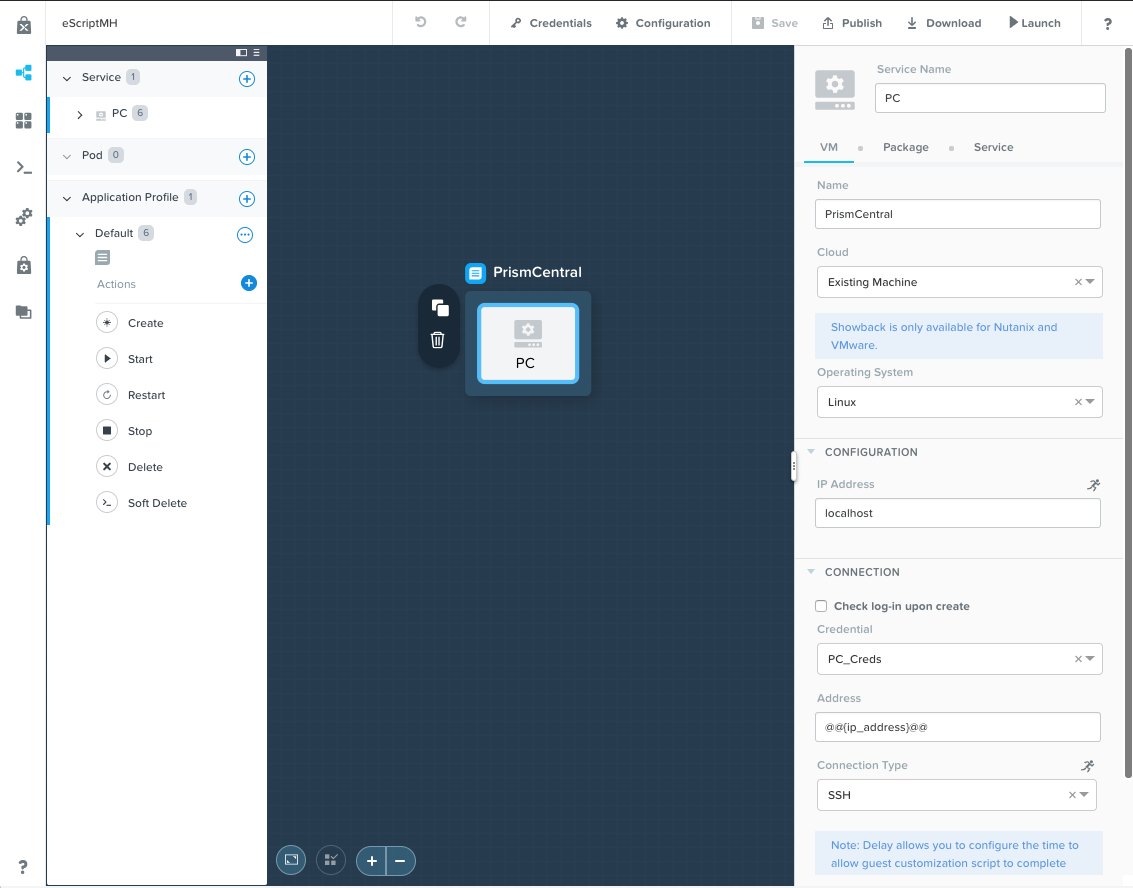 eScriptMH
Credentials
Configuration
Save
Publish
Download
Launch
?
Service 1
PC 6
Pod 0
Application Profile 1
Default 6
Actions
Create
Start
Restart
Stop
Delete
Soft Delete
?
PrismCentral
PC
Service Name
PC
VM
Package
Service
Name
PrismCentral
Cloud
Existing Machine
Showback is only available for Nutanix and
VMware.
Operating System
Linux
CONFIGURATION
IP Address
localhost
CONNECTION
Check log-in upon create
Credential
PC_Creds
Address
@@{ip_address}@@
Connection Type
SSH
Note: Delay allows you to configure the time to
allow guest customization script to complete